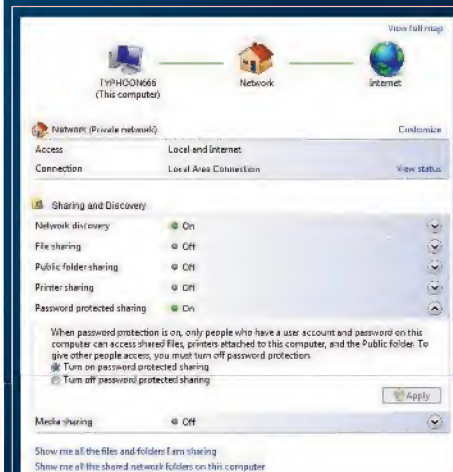 View full map
TYPHOON666
(This computer)
Network
Internet
Network (Private network)
Customize
Access Local and Internet
Connection Local Area Connection View status
Sharing and Discovery
Network discovery On
File sharing Off
Public folder sharing Off
Printer sharing Off
Password protected sharing On
When password protection is on, only people who have a user account and password on this
computer can access shared files, printers attached to this computer, and the Public folder. To
give other people access, you must turn off password protection.
Turn on password protected sharing
Turn off password protected sharing
Apply
Media sharing Off
Show me all the files and folders I am sharing
Show me all the shared network folders on this computer